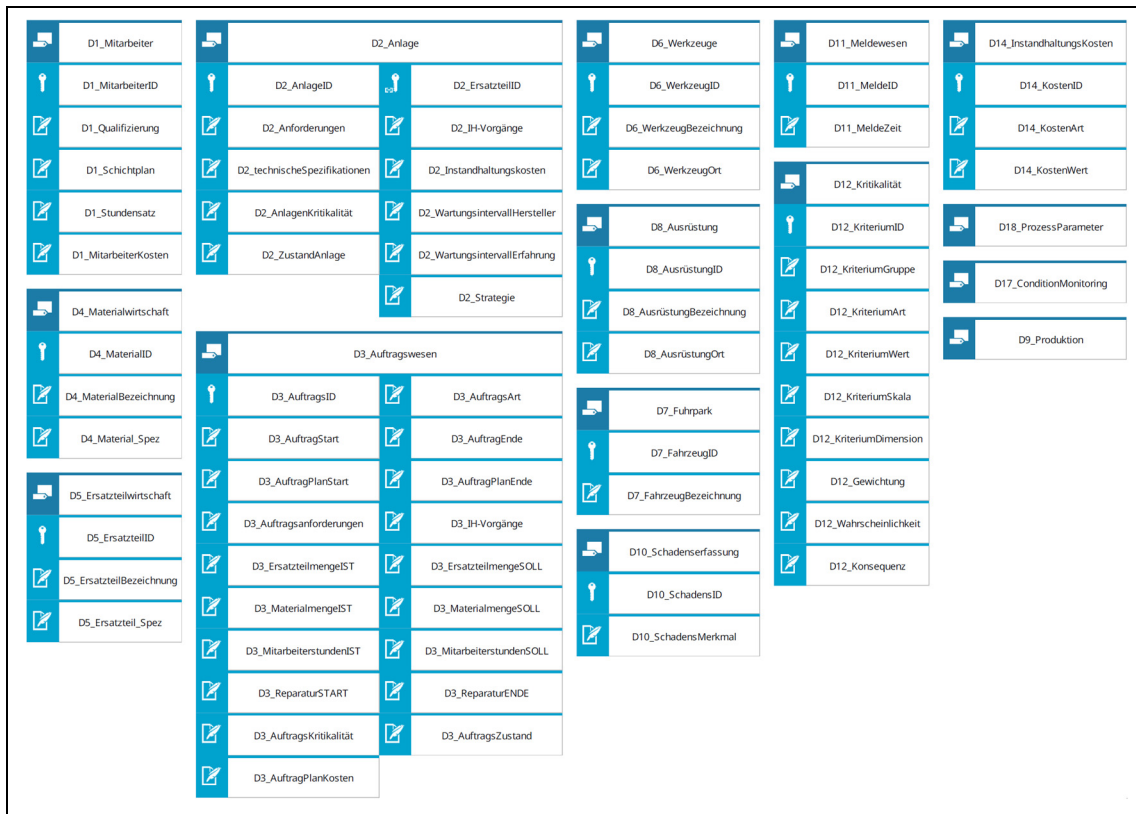 D1_Mitarbeiter
D1_MitarbeiterID
D1_Qualifizierung
D1_Schichtplan
D1_Stundensatz
D1_MitarbeiterKosten
D4_Materialwirtschaft
D4_MaterialID
D4_MaterialBezeichnung
D4_Material_Spez
D5_Ersatzteilwirtschaft
D5_ErsatzteilID
D5_ErsatzteilBezeichnung
D5_Ersatzteil_Spez
D2_Anlage
D2_AnlageID
D2_ErsatzteilID
D2_Anforderungen
D2_IH-Vorgänge
D2_technischeSpezifikationen
D2_Instandhaltungskosten
D2_AnlagenKritikalität
D2_WartungsintervallHersteller
D2_ZustandAnlage
D2_WartungsintervallErfahrung
D2_Strategie
D3_Auftragswesen
D3_AuftragsID
D3_AuftragsArt
D3_AuftragStart
D3_AuftragEnde
D3_AuftragPlanStart
D3_AuftragPlanEnde
D3_Auftragsanforderungen
D3_IH-Vorgänge
D3_ErsatzteilmengeIST
D3_ErsatzteilmengeSOLL
D3_MaterialmengeIST
D3_MaterialmengeSOLL
D3_MitarbeiterstundenIST
D3_MitarbeiterstundenSOLL
D3_ReparaturSTART
D3_ReparaturENDE
D3_AuftragsKritikalität
D3_AuftragsZustand
D3_AuftragPlanKosten
D6_Werkzeuge
D6_WerkzeugID
D6_WerkzeugBezeichnung
D6_WerkzeugOrt
D8_Ausrüstung
D8_AusrüstungID
D8_AusrüstungBezeichnung
D8_AusrüstungOrt
D7_Fuhrpark
D7_FahrzeugID
D7_FahrzeugBezeichnung
D10_Schadenserfassung
D10_SchadensID
D10_SchadensMerkmal
D11_Meldewesen
D11_MeldeID
D11_MeldeZeit
D12_Kritikalität
D12_KriteriumID
D12_KriteriumGruppe
D12_KriteriumArt
D12_KriteriumWert
D12_KriteriumSkala
D12_KriteriumDimension
D12_Gewichtung
D12_Wahrscheinlichkeit
D12_Konsequenz
D14_InstandhaltungsKosten
D14_KostenID
D14_KostenArt
D14_KostenWert
D18_ProzessParameter
D17_ConditionMonitoring
D9_Produktion